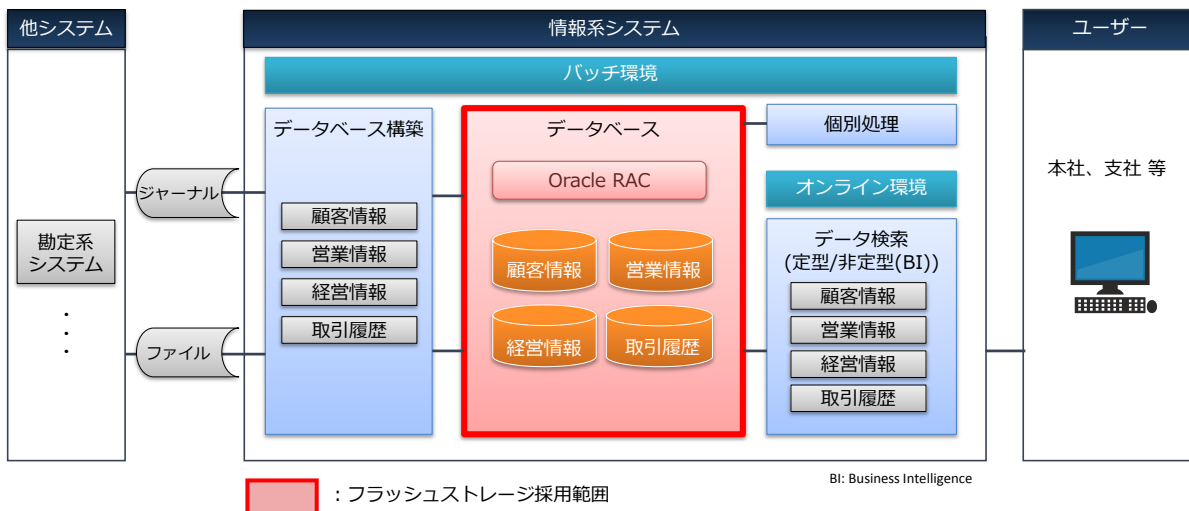 他システム
勘定系
システム
・
・
・
ジャーナル
ファイル
情報系システム
バッチ環境
データベース構築
顧客情報
営業情報
経営情報
取引履歴
データベース
Oracle RAC
顧客情報
営業情報
経営情報
取引履歴
個別処理
オンライン環境
データ検索
(定型/非定型(BI))
顧客情報
営業情報
経営情報
取引履歴
ユーザー
本社、支社 等
BI: Business Intelligence
：フラッシュストレージ採用範囲